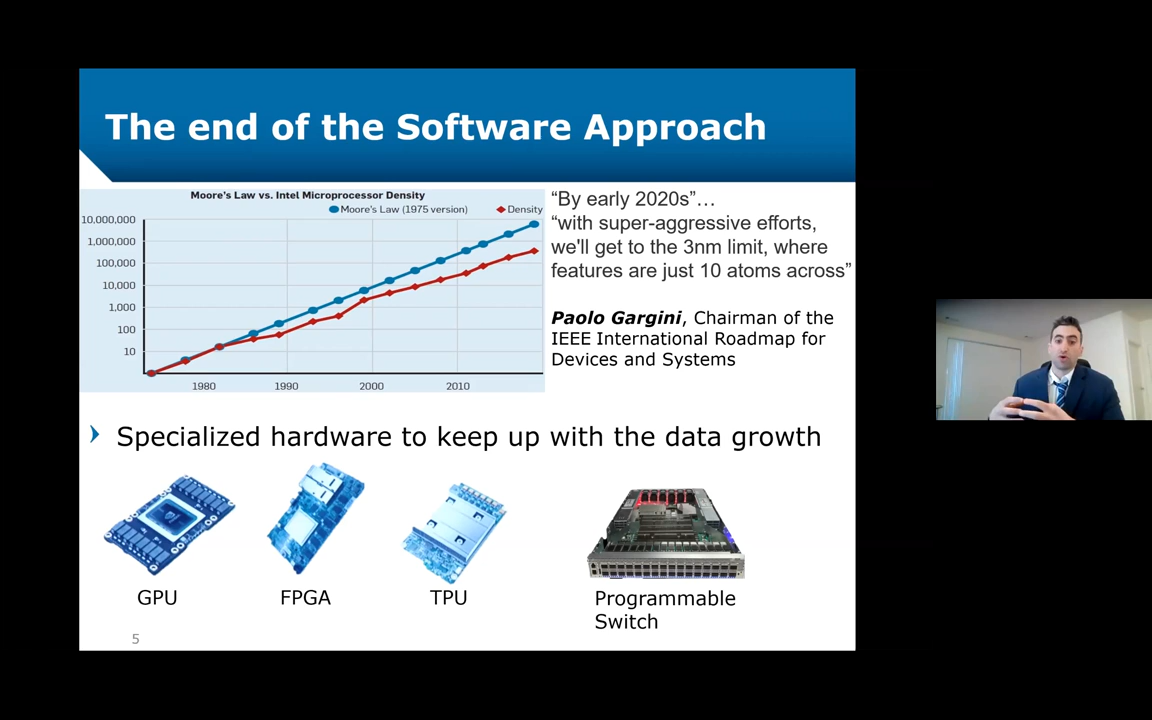 The end of the Software Approach
Moore's Law vs. Intel Microprocessor Density
Moore's Law (1975 version)
Density
10,000,000
1,000,000
100,000
10,000
1,000
100
10
1980
1990
2000
2010
“By early 2020s”…
“with super-aggressive efforts,
we'll get to the 3nm limit, where
features are just 10 atoms across”
Paolo Gargini, Chairman of the
IEEE International Roadmap for
Devices and Systems
Specialized hardware to keep up with the data growth
GPU
FPGA
TPU
Programmable
Switch
5